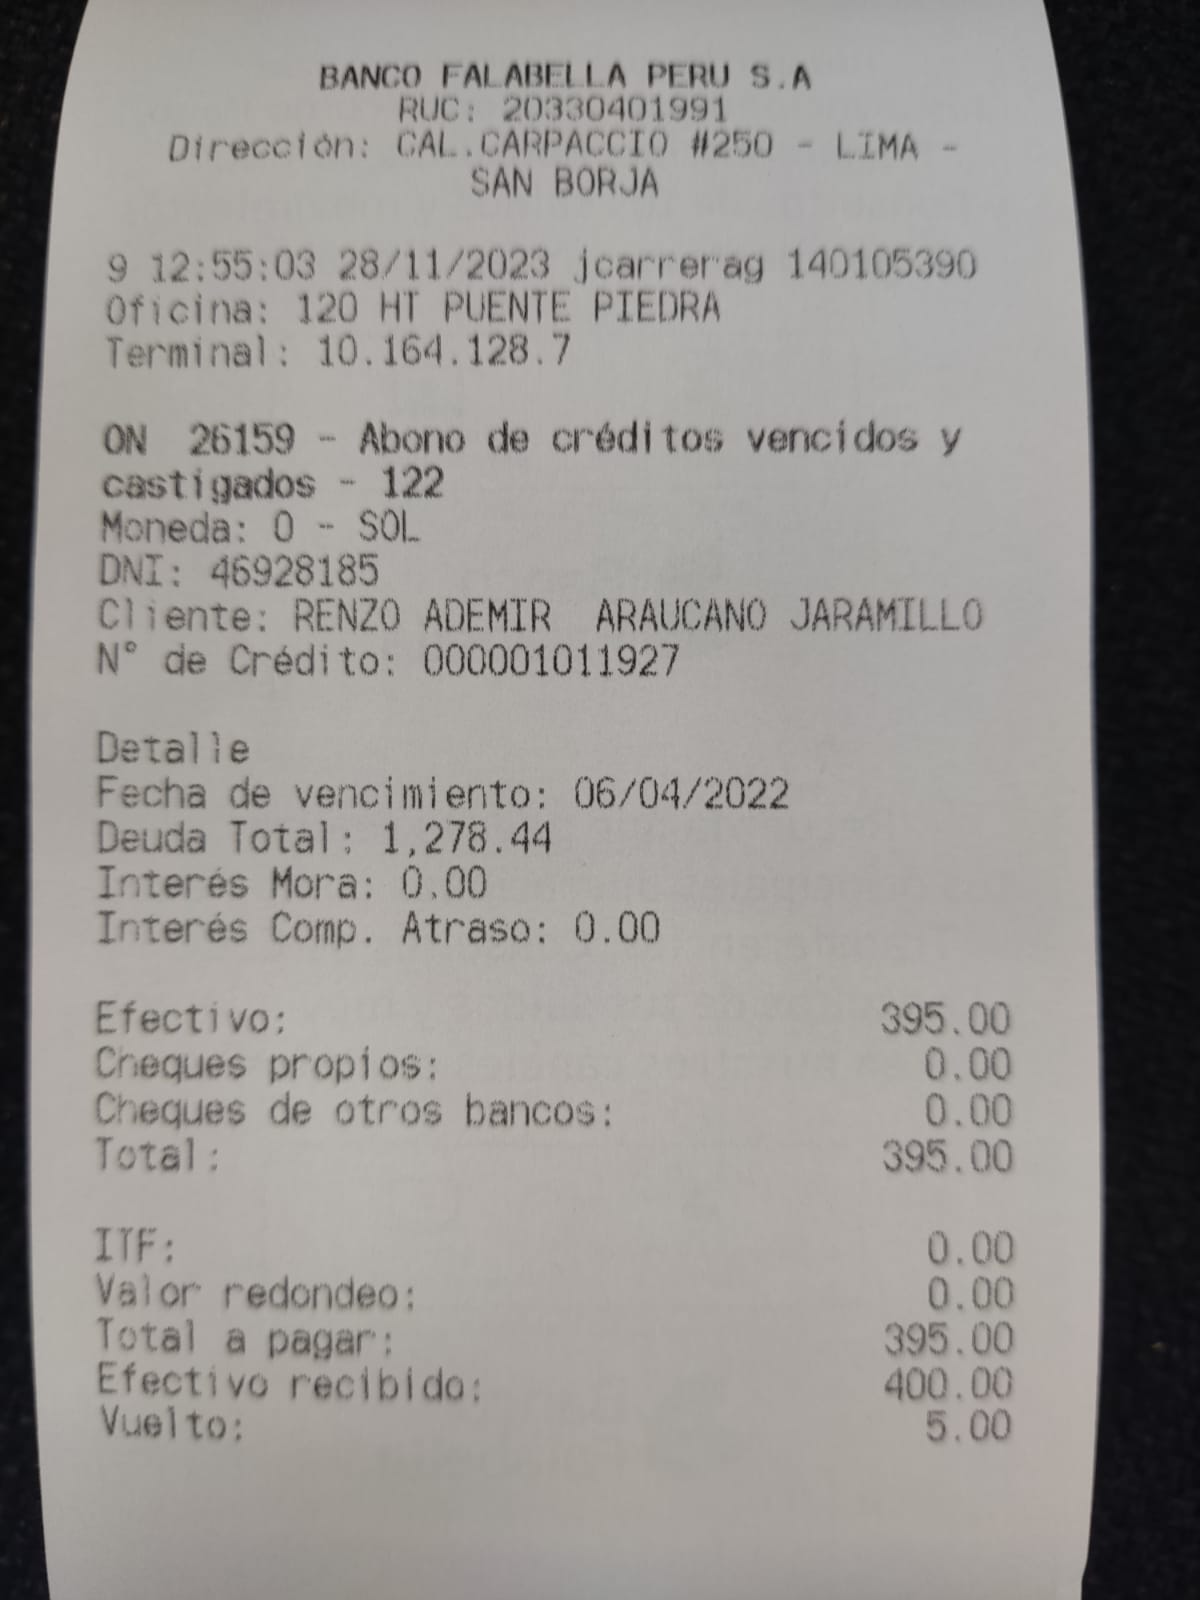 BANCO FALABELLA PERU S.A
RUC: 20330401991
Dirección: CAL.CARPACCIO #250 - LIMA -
SAN BORJA
9 12:55:03 28/11/2023 jcarrerag 140105390
Oficina: 120 HT PUENTE PIEDRA
Terminal: 10.164.128.7
ON 26159 - Abono de créditos vencidos y
castigados - 122
Moneda: 0 - SOL
DNI: 46928185
Cliente: RENZO ADEMIR ARAUCANO JARAMILLO
N° de Crédito: 000001011927
Detalle
Fecha de vencimiento: 06/04/2022
Deuda Total: 1,278.44
Interés Mora: 0.00
Interés Comp. Atraso: 0.00
Efectivo: 395.00
Cheques propios: 0.00
Cheques de otros bancos: 0.00
Total: 395.00
ITF: 0.00
Valor redondeo: 0.00
Total a pagar: 395.00
Efectivo recibido: 400.00
Vuelto: 5.00